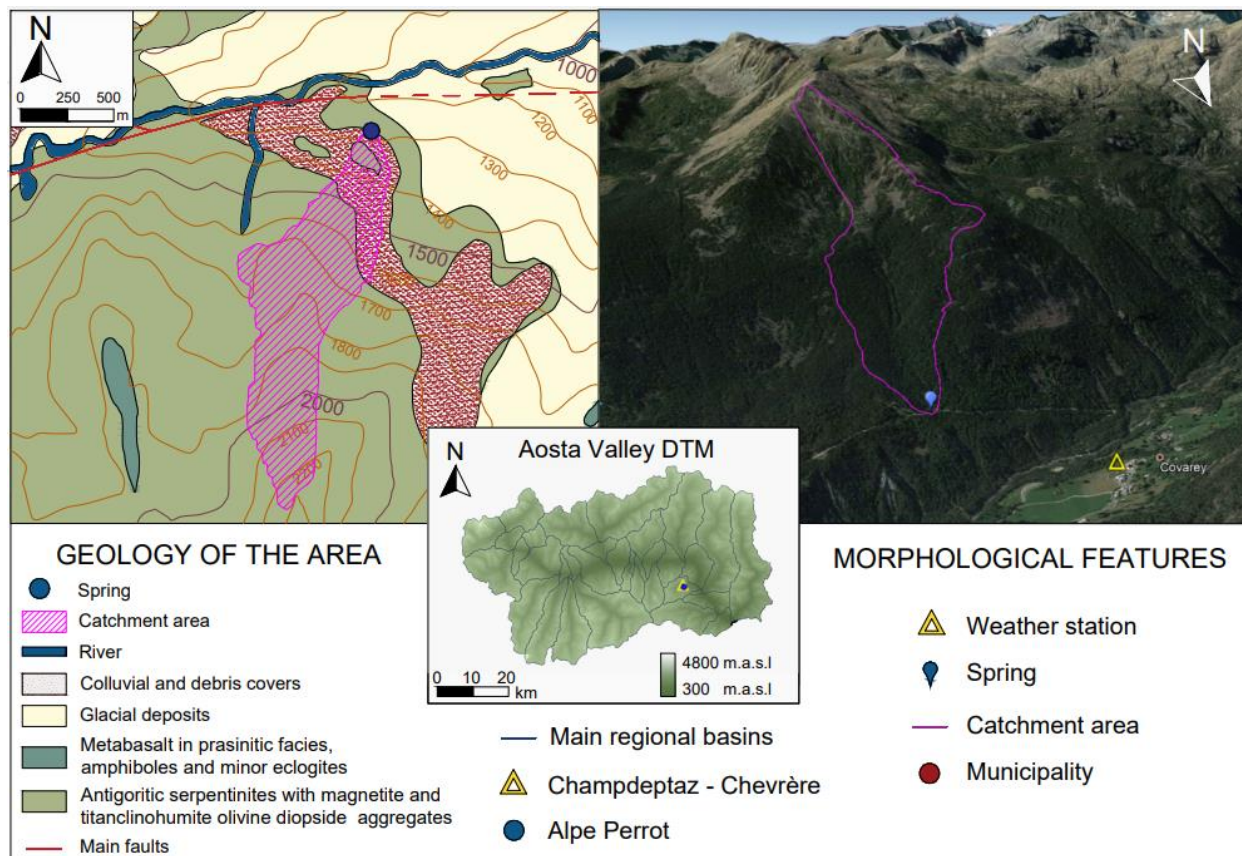 N
0 250 500
m
1000
1100
1200
1300
1400
1500
1700
1800
2000
2100
2200
N
Covarey
Aosta Valley DTM
N
0 10 20
km
4800 m.a.s.l
300 m.a.s.l
GEOLOGY OF THE AREA
Spring
Catchment area
River
Colluvial and debris covers
Glacial deposits
Metabasalt in prasinitic facies,
amphiboles and minor eclogites
Antigoritic serpentinites with magnetite and
titanclinohumite olivine diopside aggregates
Main faults
Main regional basins
Champdeptaz - Chevrère
Alpe Perrot
MORPHOLOGICAL FEATURES
Weather station
Spring
Catchment area
Municipality